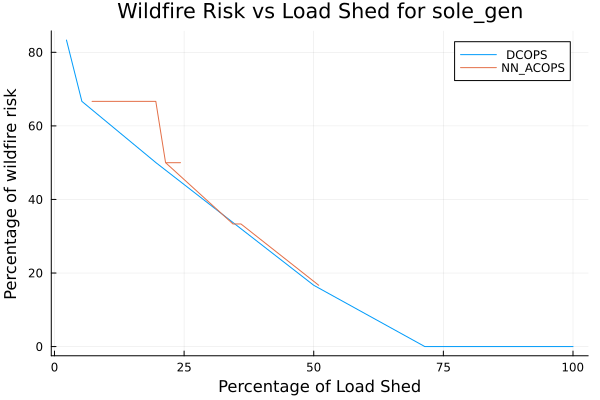 Wildfire Risk vs Load Shed for sole_gen
DCOPS
NN_ACOPS
Percentage of wildfire risk
80
60
40
20
0
0 25 50 75 100
Percentage of Load Shed